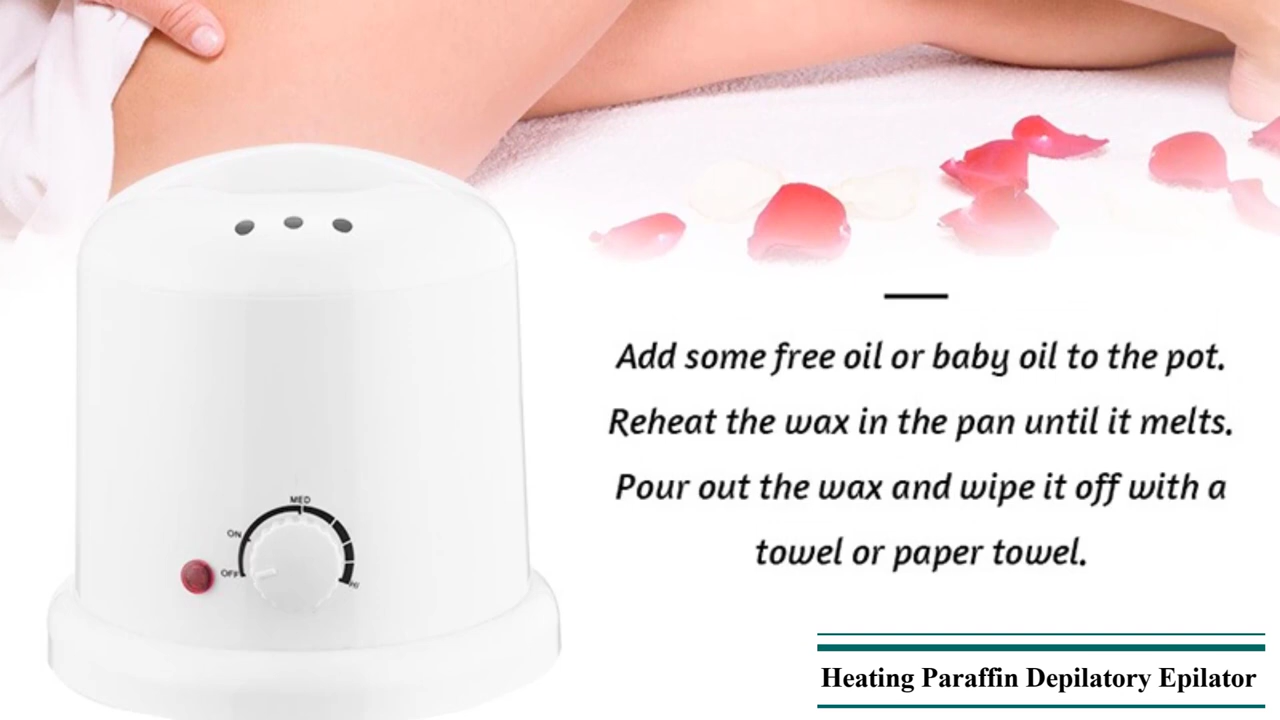 Add some free oil or baby oil to the pot.
Reheat the wax in the pan until it melts.
Pour out the wax and wipe it off with a
towel or paper towel.
MED
ON
OFF
Heating Paraffin Depilatory Epilator